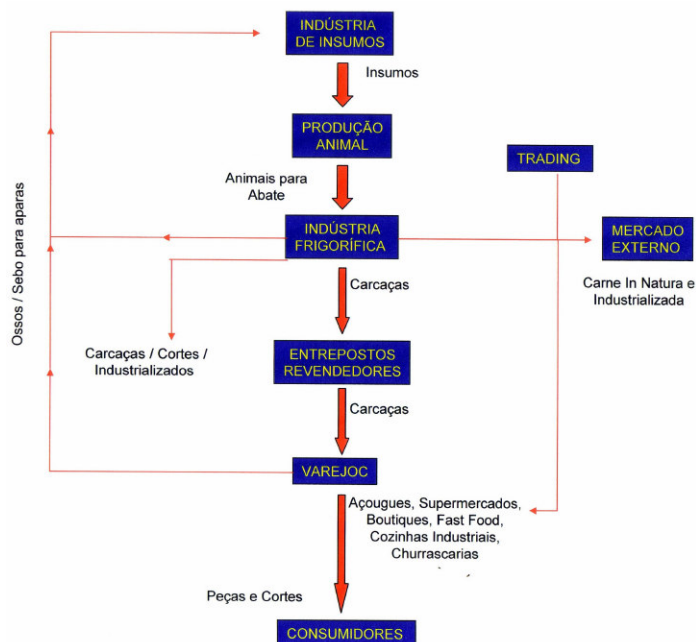 INDÚSTRIA
DE INSUMOS
Insumos
PRODUÇÃO
ANIMAL
TRADING
Animais para
Abate
INDÚSTRIA
FRIGORÍFICA
MERCADO
EXTERNO
Carne In Natura e
Industrializada
Ossos / Sebo para aparas
Carcaças
Carcaças / Cortes /
Industrializados
ENTREPOSTOS
REVENDEDORES
Carcaças
VAREJOC
Açougues, Supermercados,
Boutiques, Fast Food,
Cozinhas Industriais,
Churrascarias
Peças e Cortes
CONSUMIDORES